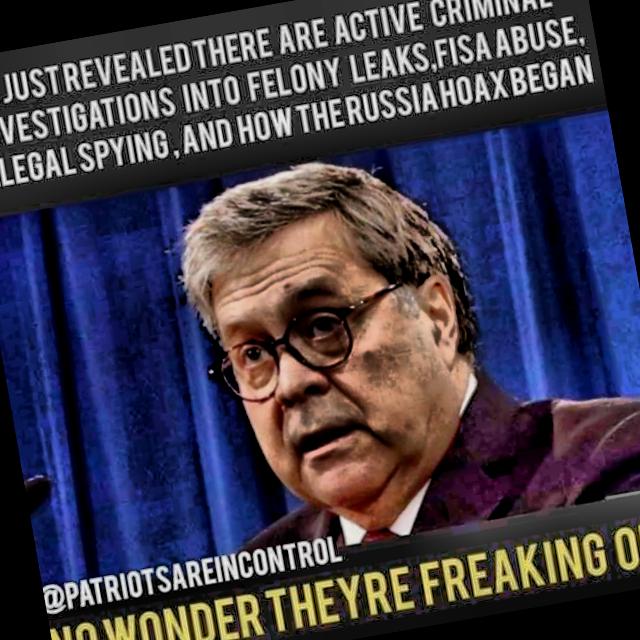 JUST REVEALED THERE ARE ACTIVE CRIMINAL
VESTIGATIONS INTO FELONY LEAKS,FISA ABUSE,
LEGAL SPYING ,AND HOW THE RUSSIA HOAX BEGAN
@PATRIOTSAREINCONTROL
NO WONDER THEYRE FREAKING